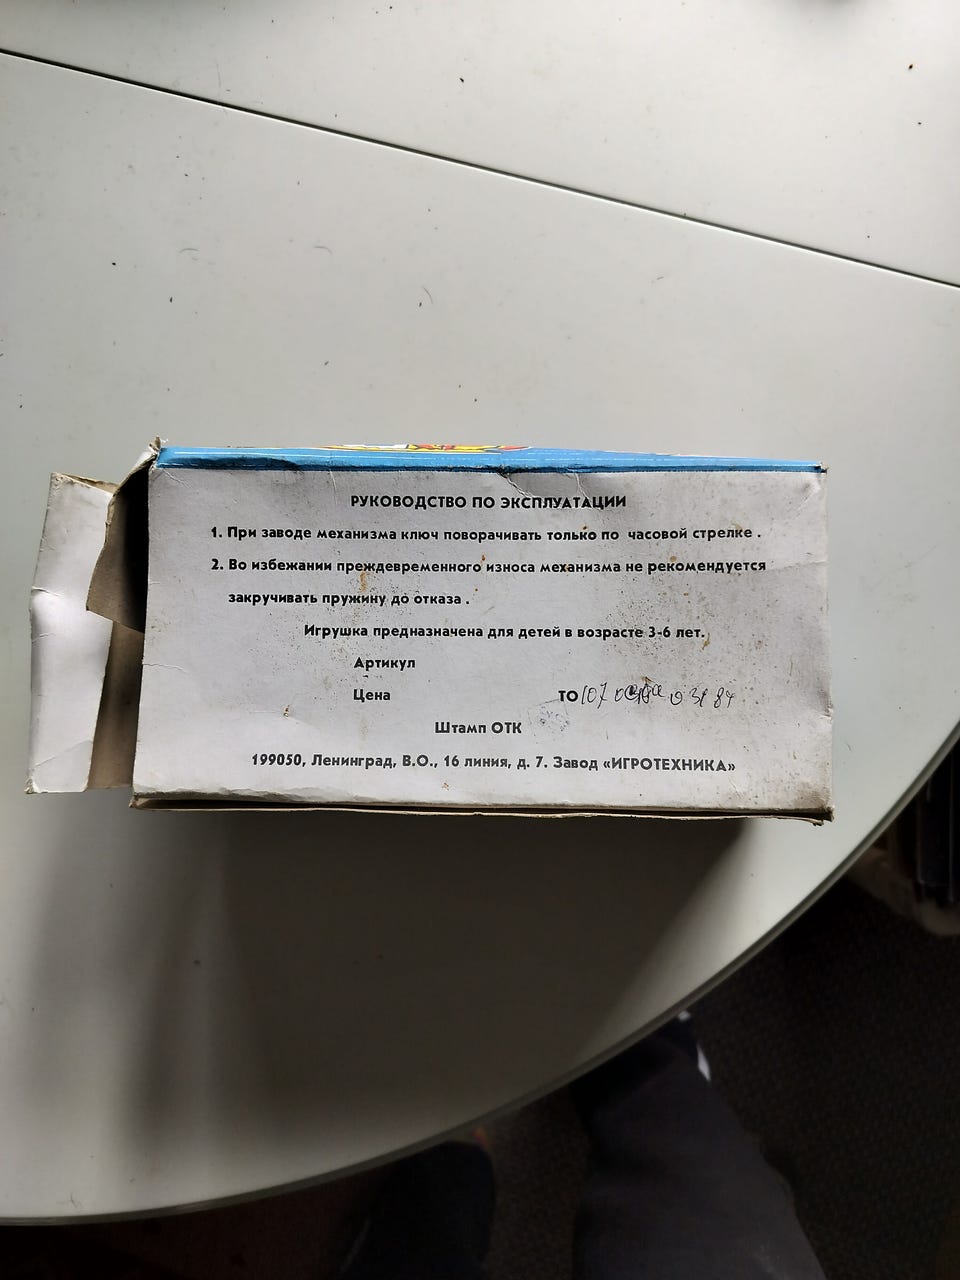 РУКОВОДСТВО ПО ЭКСПЛУАТАЦИИ
1. При заводе механизма ключ поворачивать только по часовой стрелке .
2. Во избежании преждевременного износа механизма не рекомендуется
закручивать пружину до отказа .
Игрушка предназначена для детей в возрасте 3-6 лет.
Артикул
Цена ТО
Штамп ОТК
199050, Ленинград, В.О., 16 линия, д. 7. Завод «ИГРОТЕХНИКА»